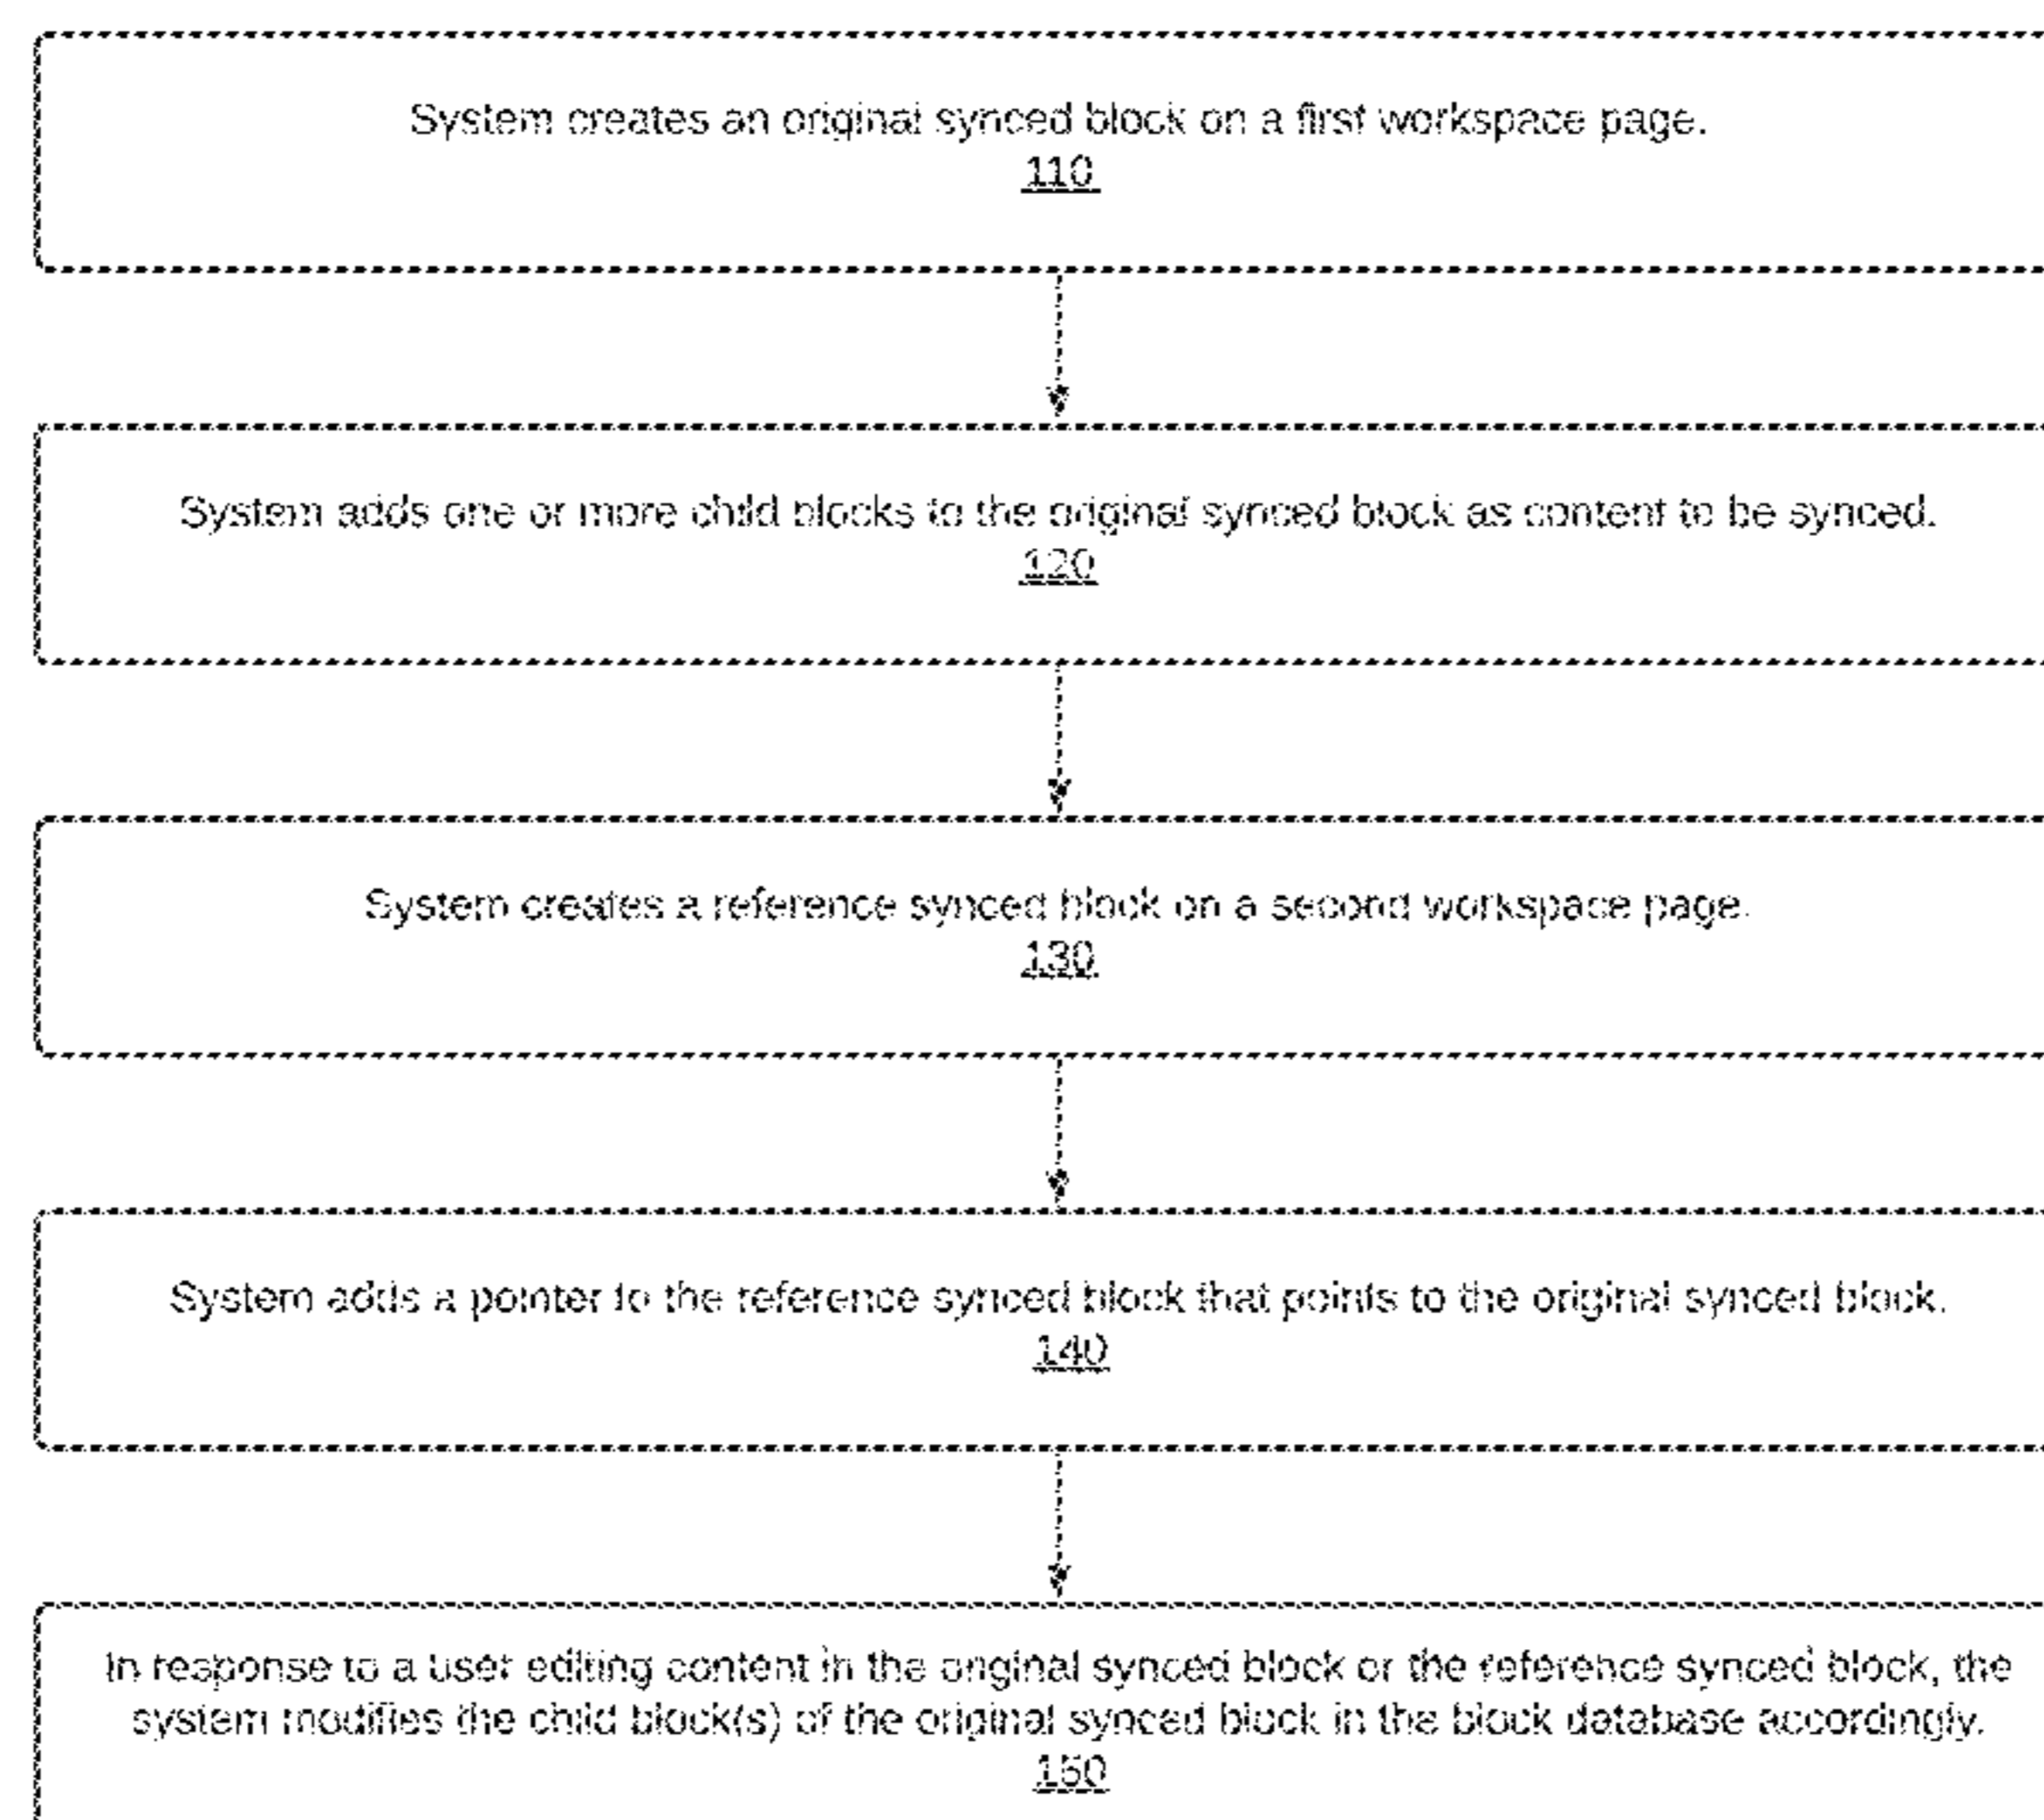 System creates an original synced block on a first workspace page.
110
System adds one or more child blocks to the original synced block as content to be synced.
120
System creates a reference synced block on a second workspace page.
130
System adds a pointer to the reference synced block that points to the original synced block.
140
In response to a user editing content in the original synced block or the reference synced block, the
system modifies the child block(s) of the original synced block in the block database accordingly.
150